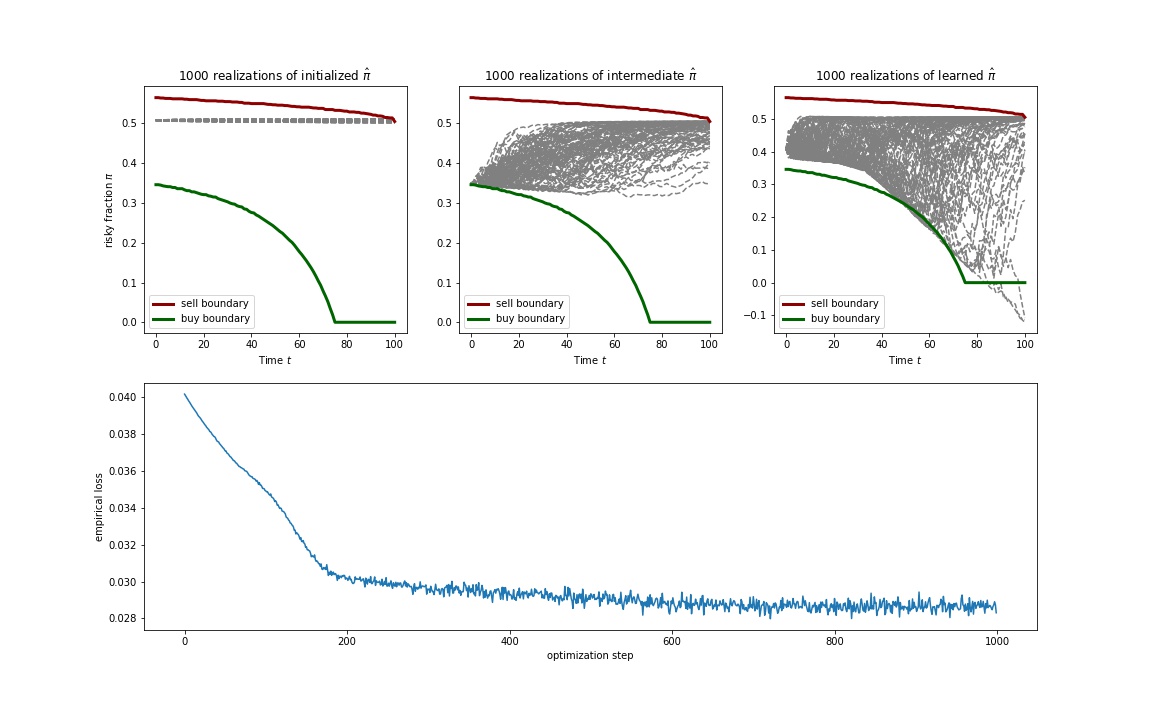 1000 realizations of initialized π̂
risky fraction π
0.5
0.4
0.3
0.2
0.1
0.0
sell boundary
buy boundary
0 20 40 60 80 100
Time t
1000 realizations of intermediate π̂
0.5
0.4
0.3
0.2
0.1
0.0
sell boundary
buy boundary
0 20 40 60 80 100
Time t
1000 realizations of learned π̂
0.5
0.4
0.3
0.2
0.1
0.0
−0.1
sell boundary
buy boundary
0 20 40 60 80 100
Time t
empirical loss
0.040
0.038
0.036
0.034
0.032
0.030
0.028
0 200 400 600 800 1000
optimization step